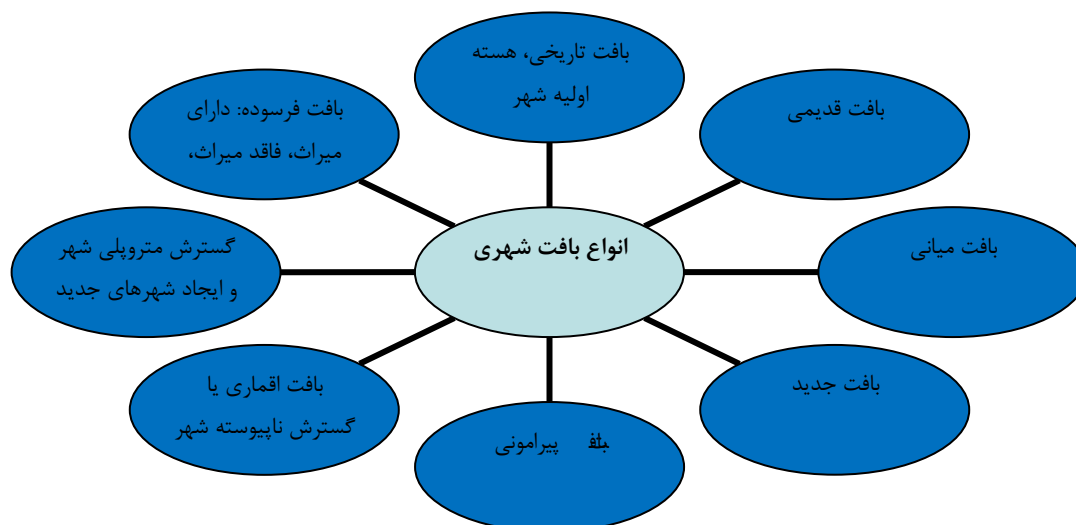 بافت تاریخی، هسته
اولیه شهر
بافت قدیمی
بافت میانی
بافت جدید
پیرامونی
بافت اقماری یا
گسترش ناپیوسته شهر
گسترش متروپلی شهر
و ایجاد شهرهای جدید
بافت فرسوده: دارای
میراث، فاقد میراث،
انواع بافت شهری